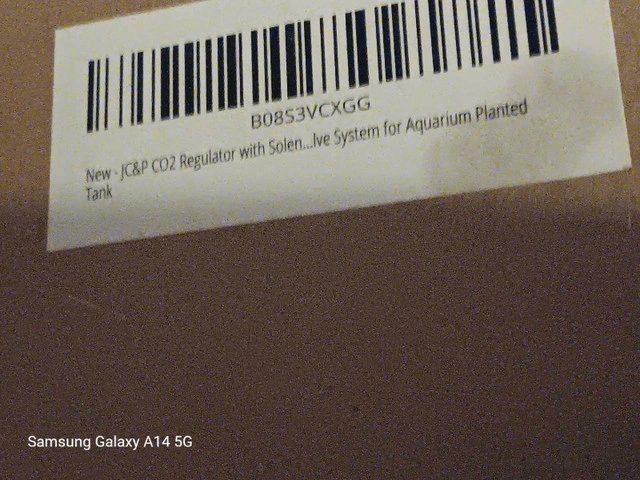 B08S3VCXGG
New - JC&P CO2 Regulator with Solen...lve System for Aquarium Planted
Tank
Samsung Galaxy A14 5G